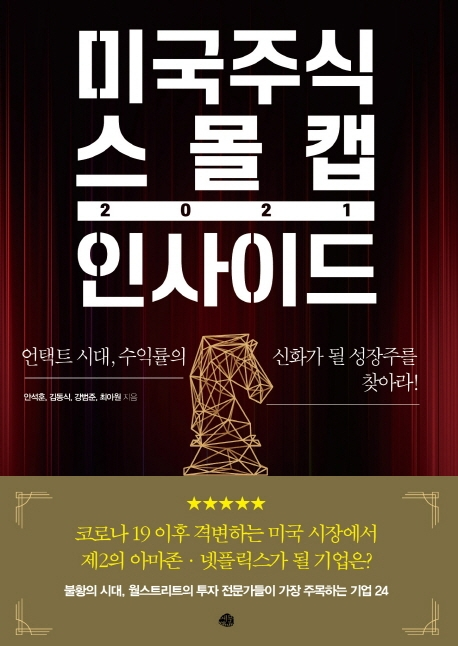 미국주식
스몰캡
2021
인사이드
언택트 시대, 수익률의 신화가 될 성장주를
찾아라!
안석훈, 김동식, 강범준, 최아원 지음
★★★★★
코로나 19 이후 격변하는 미국 시장에서
제2의 아마존 · 넷플릭스가 될 기업은?
불황의 시대, 월스트리트의 투자 전문가들이 가장 주목하는 기업 24